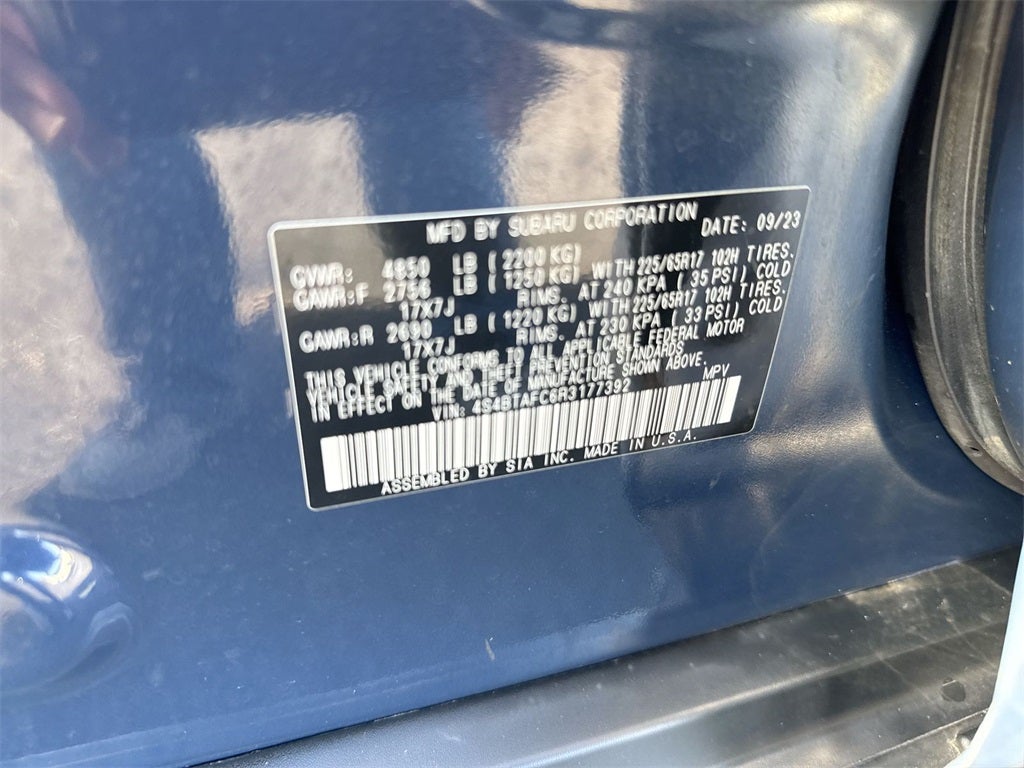 MFD BY SUBARU CORPORATION DATE: 09/23
GVWR: 4850 LB ( 2200 KG)
GAWR:F 2756 LB ( 1250 KG) WITH 225/65R17 102H TIRES.
17X7J RIMS. AT 240 KPA ( 35 PSI) COLD
GAWR:R 2690 LB ( 1220 KG) WITH 225/65R17 102H TIRES.
17X7J RIMS. AT 230 KPA ( 33 PSI) COLD
THIS VEHICLE CONFORMS TO ALL APPLICABLE FEDERAL MOTOR
VEHICLE SAFETY AND THEFT PREVENTION STANDARDS
IN EFFECT ON THE DATE OF MANUFACTURE SHOWN ABOVE.
VIN: 4S4BTAFC6R3177392 MPV
ASSEMBLED BY SIA INC. MADE IN U.S.A.